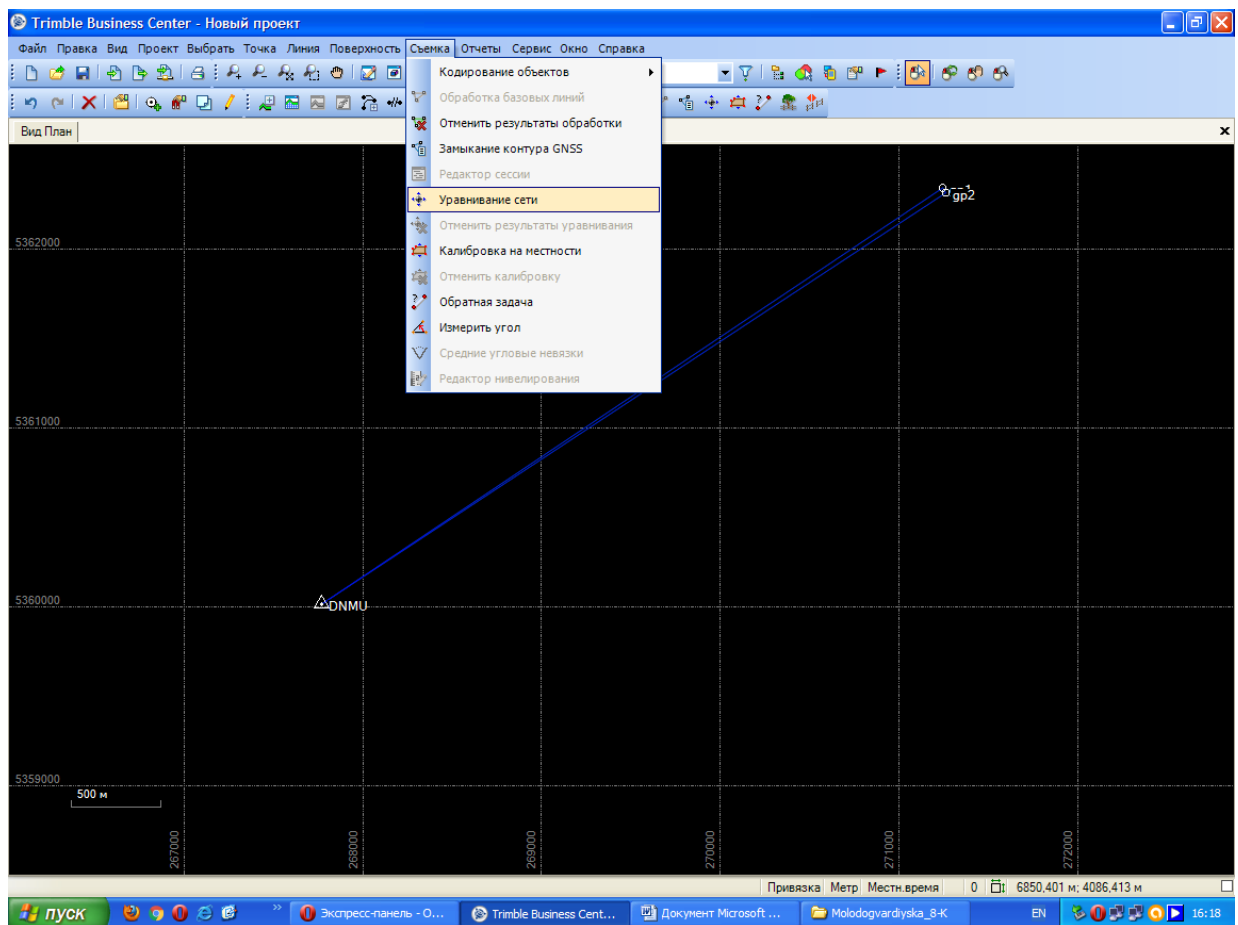 Trimble Business Center - Новый проект
Файл Правка Вид Проект Выбрать Точка Линия Поверхность Съемка Отчеты Сервис Окно Справка
Вид План
Кодирование объектов
Обработка базовых линий
Отменить результаты обработки
Замыкание контура GNSS
Редактор сессии
Уравнивание сети
Отменить результаты уравнивания
Калибровка на местности
Отменить калибровку
Обратная задача
Измерить угол
Средние угловые невязки
Редактор нивелирования
gp2
5362000
5361000
5360000
DNMU
5359000
500 м
267000
268000
269000
270000
271000
272000
Привязка Метр Местн.время 0 6850,401 м; 4086,413 м
пуск
Экспресс-панель - О...
Trimble Business Cent...
Документ Microsoft ...
Molodogvardiyska_8-K
EN
16:18